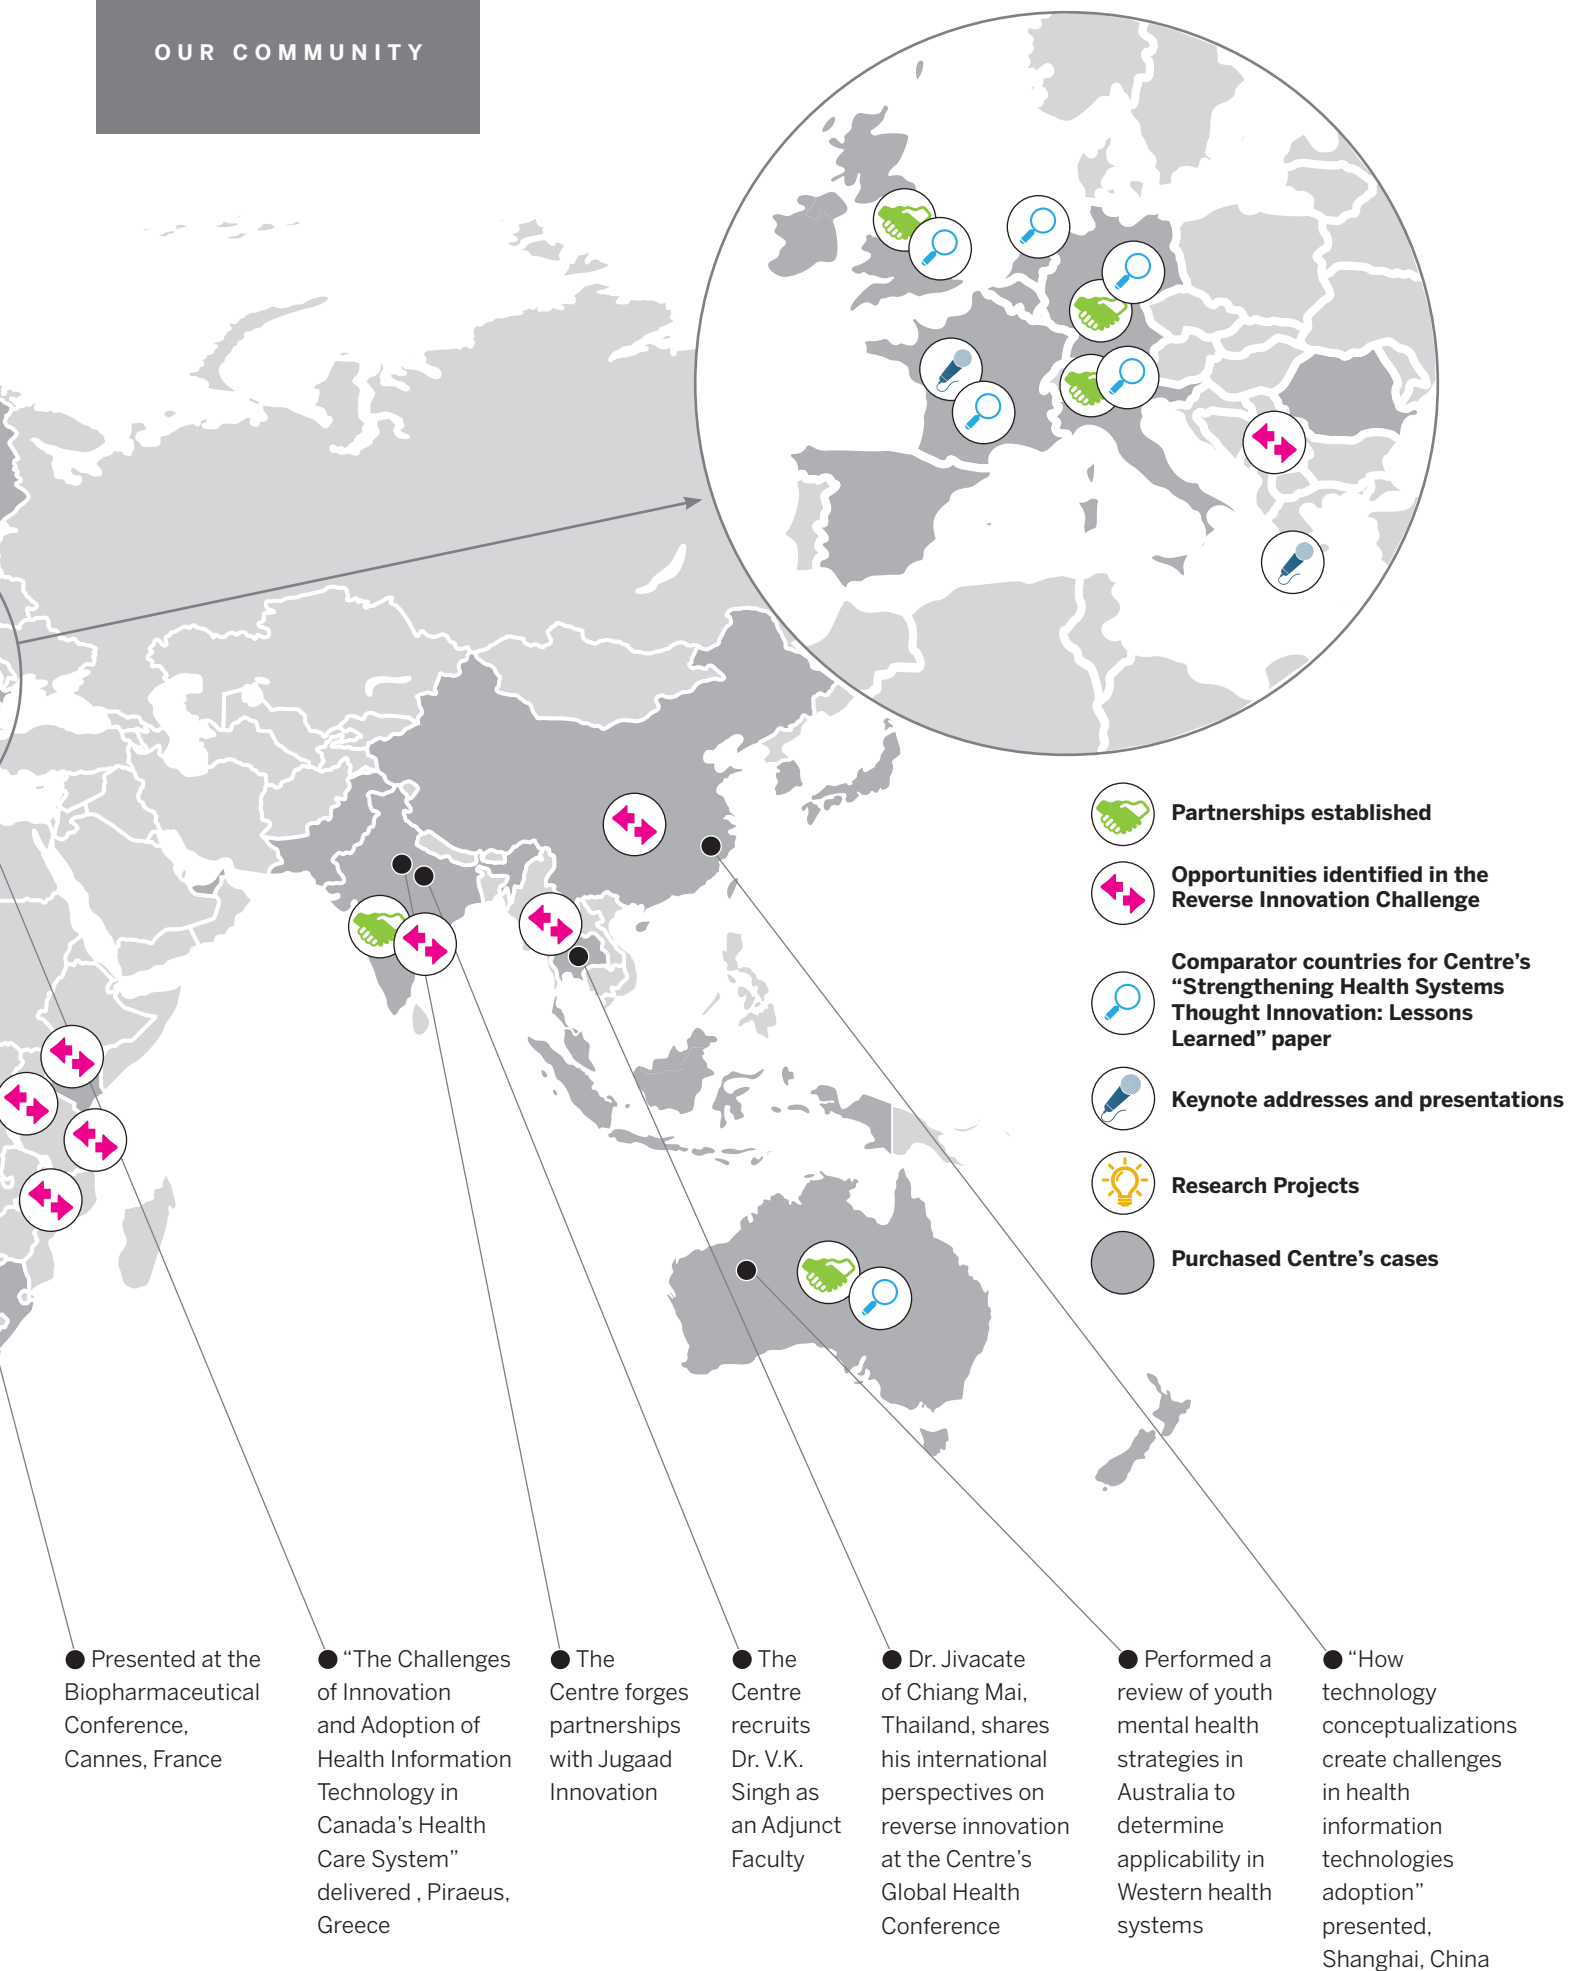 OUR COMMUNITY
Partnerships established
Opportunities identified in the
Reverse Innovation Challenge
Comparator countries for Centre's
“Strengthening Health Systems
Thought Innovation: Lessons
Learned” paper
Keynote addresses and presentations
Research Projects
Purchased Centre's cases
Presented at the
Biopharmaceutical
Conference,
Cannes, France
“The Challenges
of Innovation
and Adoption of
Health Information
Technology in
Canada's Health
Care System”
delivered , Piraeus,
Greece
The
Centre forges
partnerships
with Jugaad
Innovation
The
Centre
recruits
Dr. V.K.
Singh as
an Adjunct
Faculty
Dr. Jivacate
of Chiang Mai,
Thailand, shares
his international
perspectives on
reverse innovation
at the Centre's
Global Health
Conference
Performed a
review of youth
mental health
strategies in
Australia to
determine
applicability in
Western health
systems
“How
technology
conceptualizations
create challenges
in health
information
technologies
adoption”
presented,
Shanghai, China